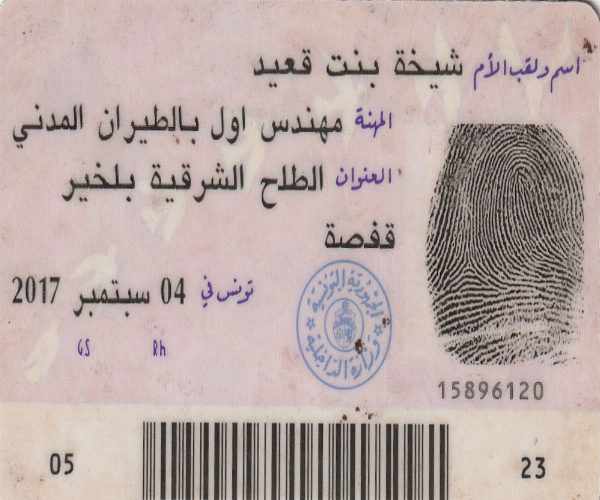 اسم ولقب الأم شيخة بنت قعيد
المهنة مهندس اول بالطيران المدني
العنوان الطلح الشرقية بلخير
قفصة
تونس في 04 سبتمبر 2017
GS Rh
الجمهورية التونسية
وزارة الداخلية
15896120
05 23